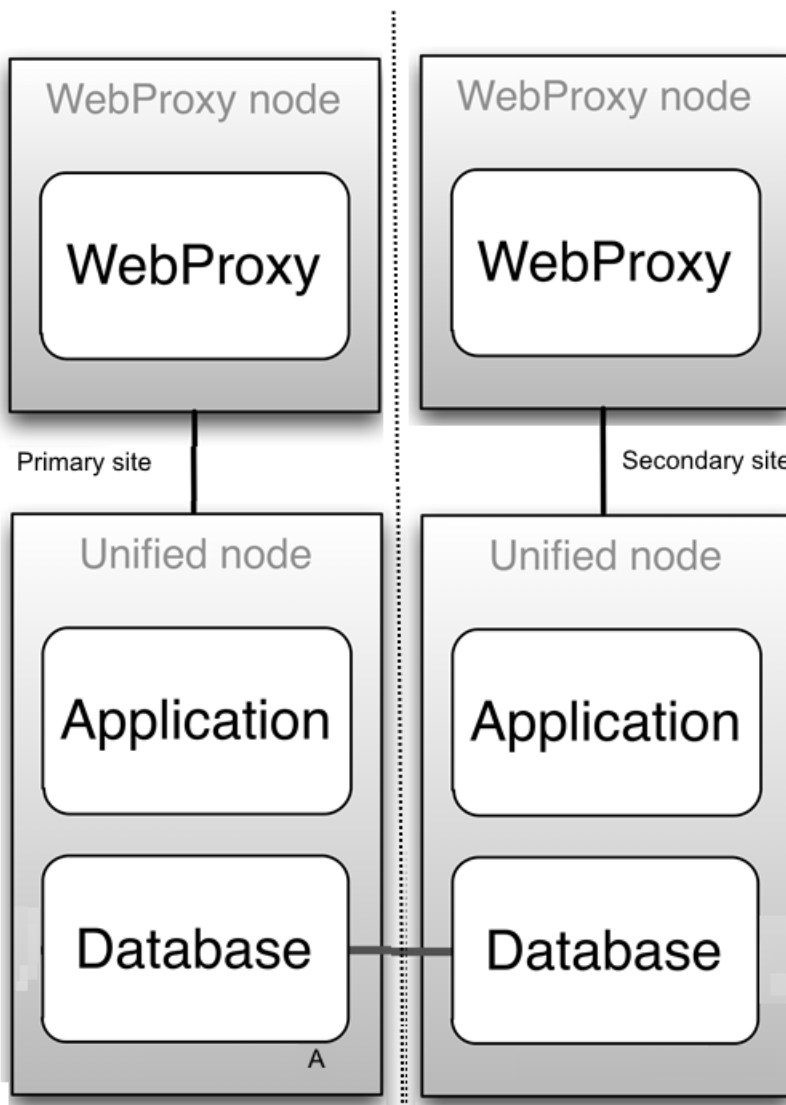 WebProxy node
WebProxy
Primary site
Unified node
Application
Database
A
WebProxy node
WebProxy
Secondary site
Unified node
Application
Database